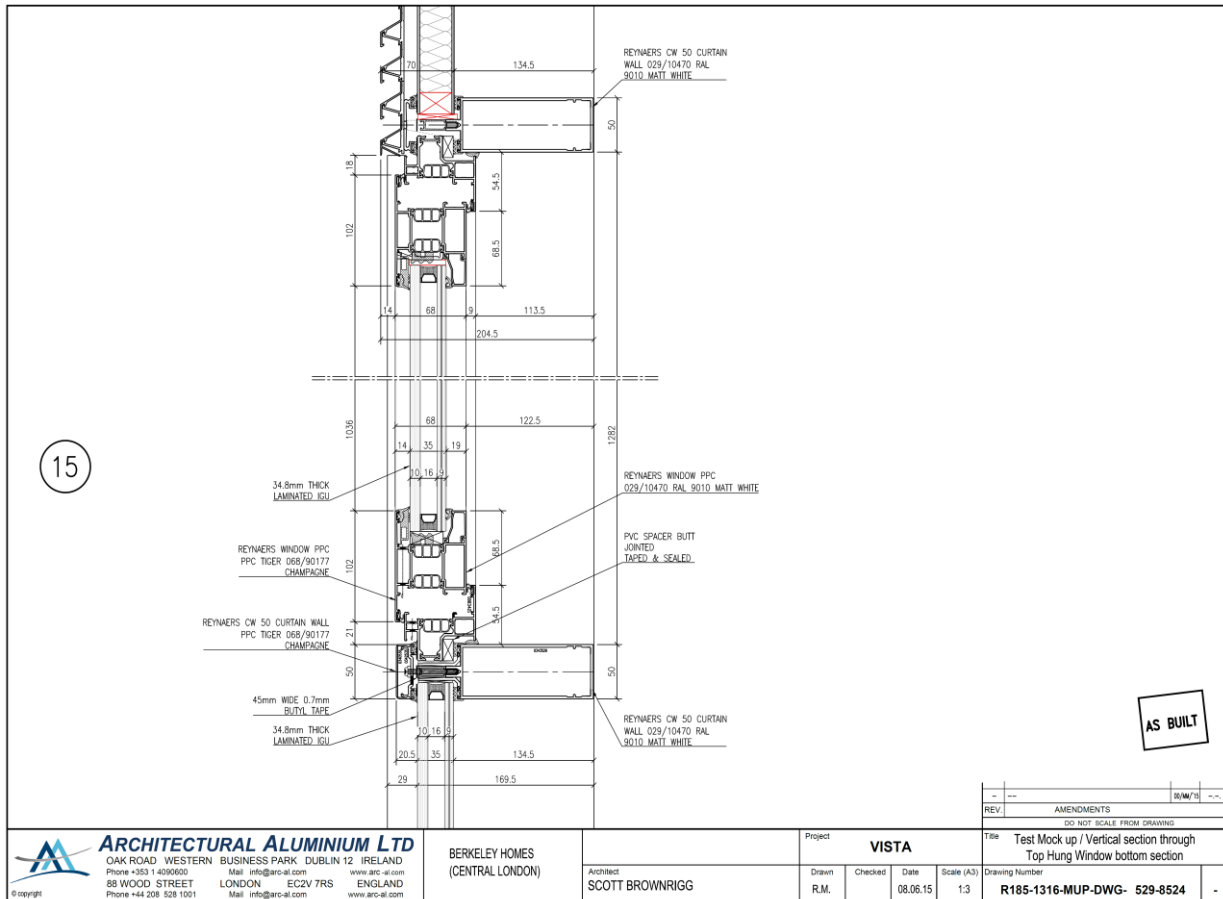 REYNAERS CW 50 CURTAIN
WALL 029/10470 RAL
9010 MATT WHITE
70
134.5
50
18
54.5
102
68.5
14
68
9
113.5
204.5
68
122.5
1036
1282
14
35
19
10
16
9
15
34.8mm THICK
LAMINATED IGU
REYNAERS WINDOW PPC
029/10470 RAL 9010 MATT WHITE
PVC SPACER BUTT
JOINTED
TAPED & SEALED
REYNAERS WINDOW PPC
PPC TIGER 068/90177
CHAMPAGNE
102
68.5
54.5
REYNAERS CW 50 CURTAIN WALL
PPC TIGER 068/90177
CHAMPAGNE
21
50
50
45mm WIDE 0.7mm
BUTYL TAPE
34.8mm THICK
LAMINATED IGU
10
16
9
REYNAERS CW 50 CURTAIN
WALL 029/10470 RAL
9010 MATT WHITE
20.5
35
134.5
29
169.5
AS BUILT
- --
DD/MM/'15 -.-.
REV. AMENDMENTS
DO NOT SCALE FROM DRAWING
ARCHITECTURAL ALUMINIUM LTD
OAK ROAD WESTERN BUSINESS PARK DUBLIN 12 IRELAND
Phone +353 1 4090600 Mail info@arc-al.com www.arc-al.com
88 WOOD STREET LONDON EC2V 7RS ENGLAND
Phone +44 208 528 1001 Mail info@arc-al.com www.arc-al.com
© copyright
BERKELEY HOMES
(CENTRAL LONDON)
Architect
SCOTT BROWNRIGG
Project
VISTA
Drawn Checked Date Scale (A3)
R.M. 08.06.15 1:3
Title Test Mock up / Vertical section through
Top Hung Window bottom section
Drawing Number
R185-1316-MUP-DWG- 529-8524 -